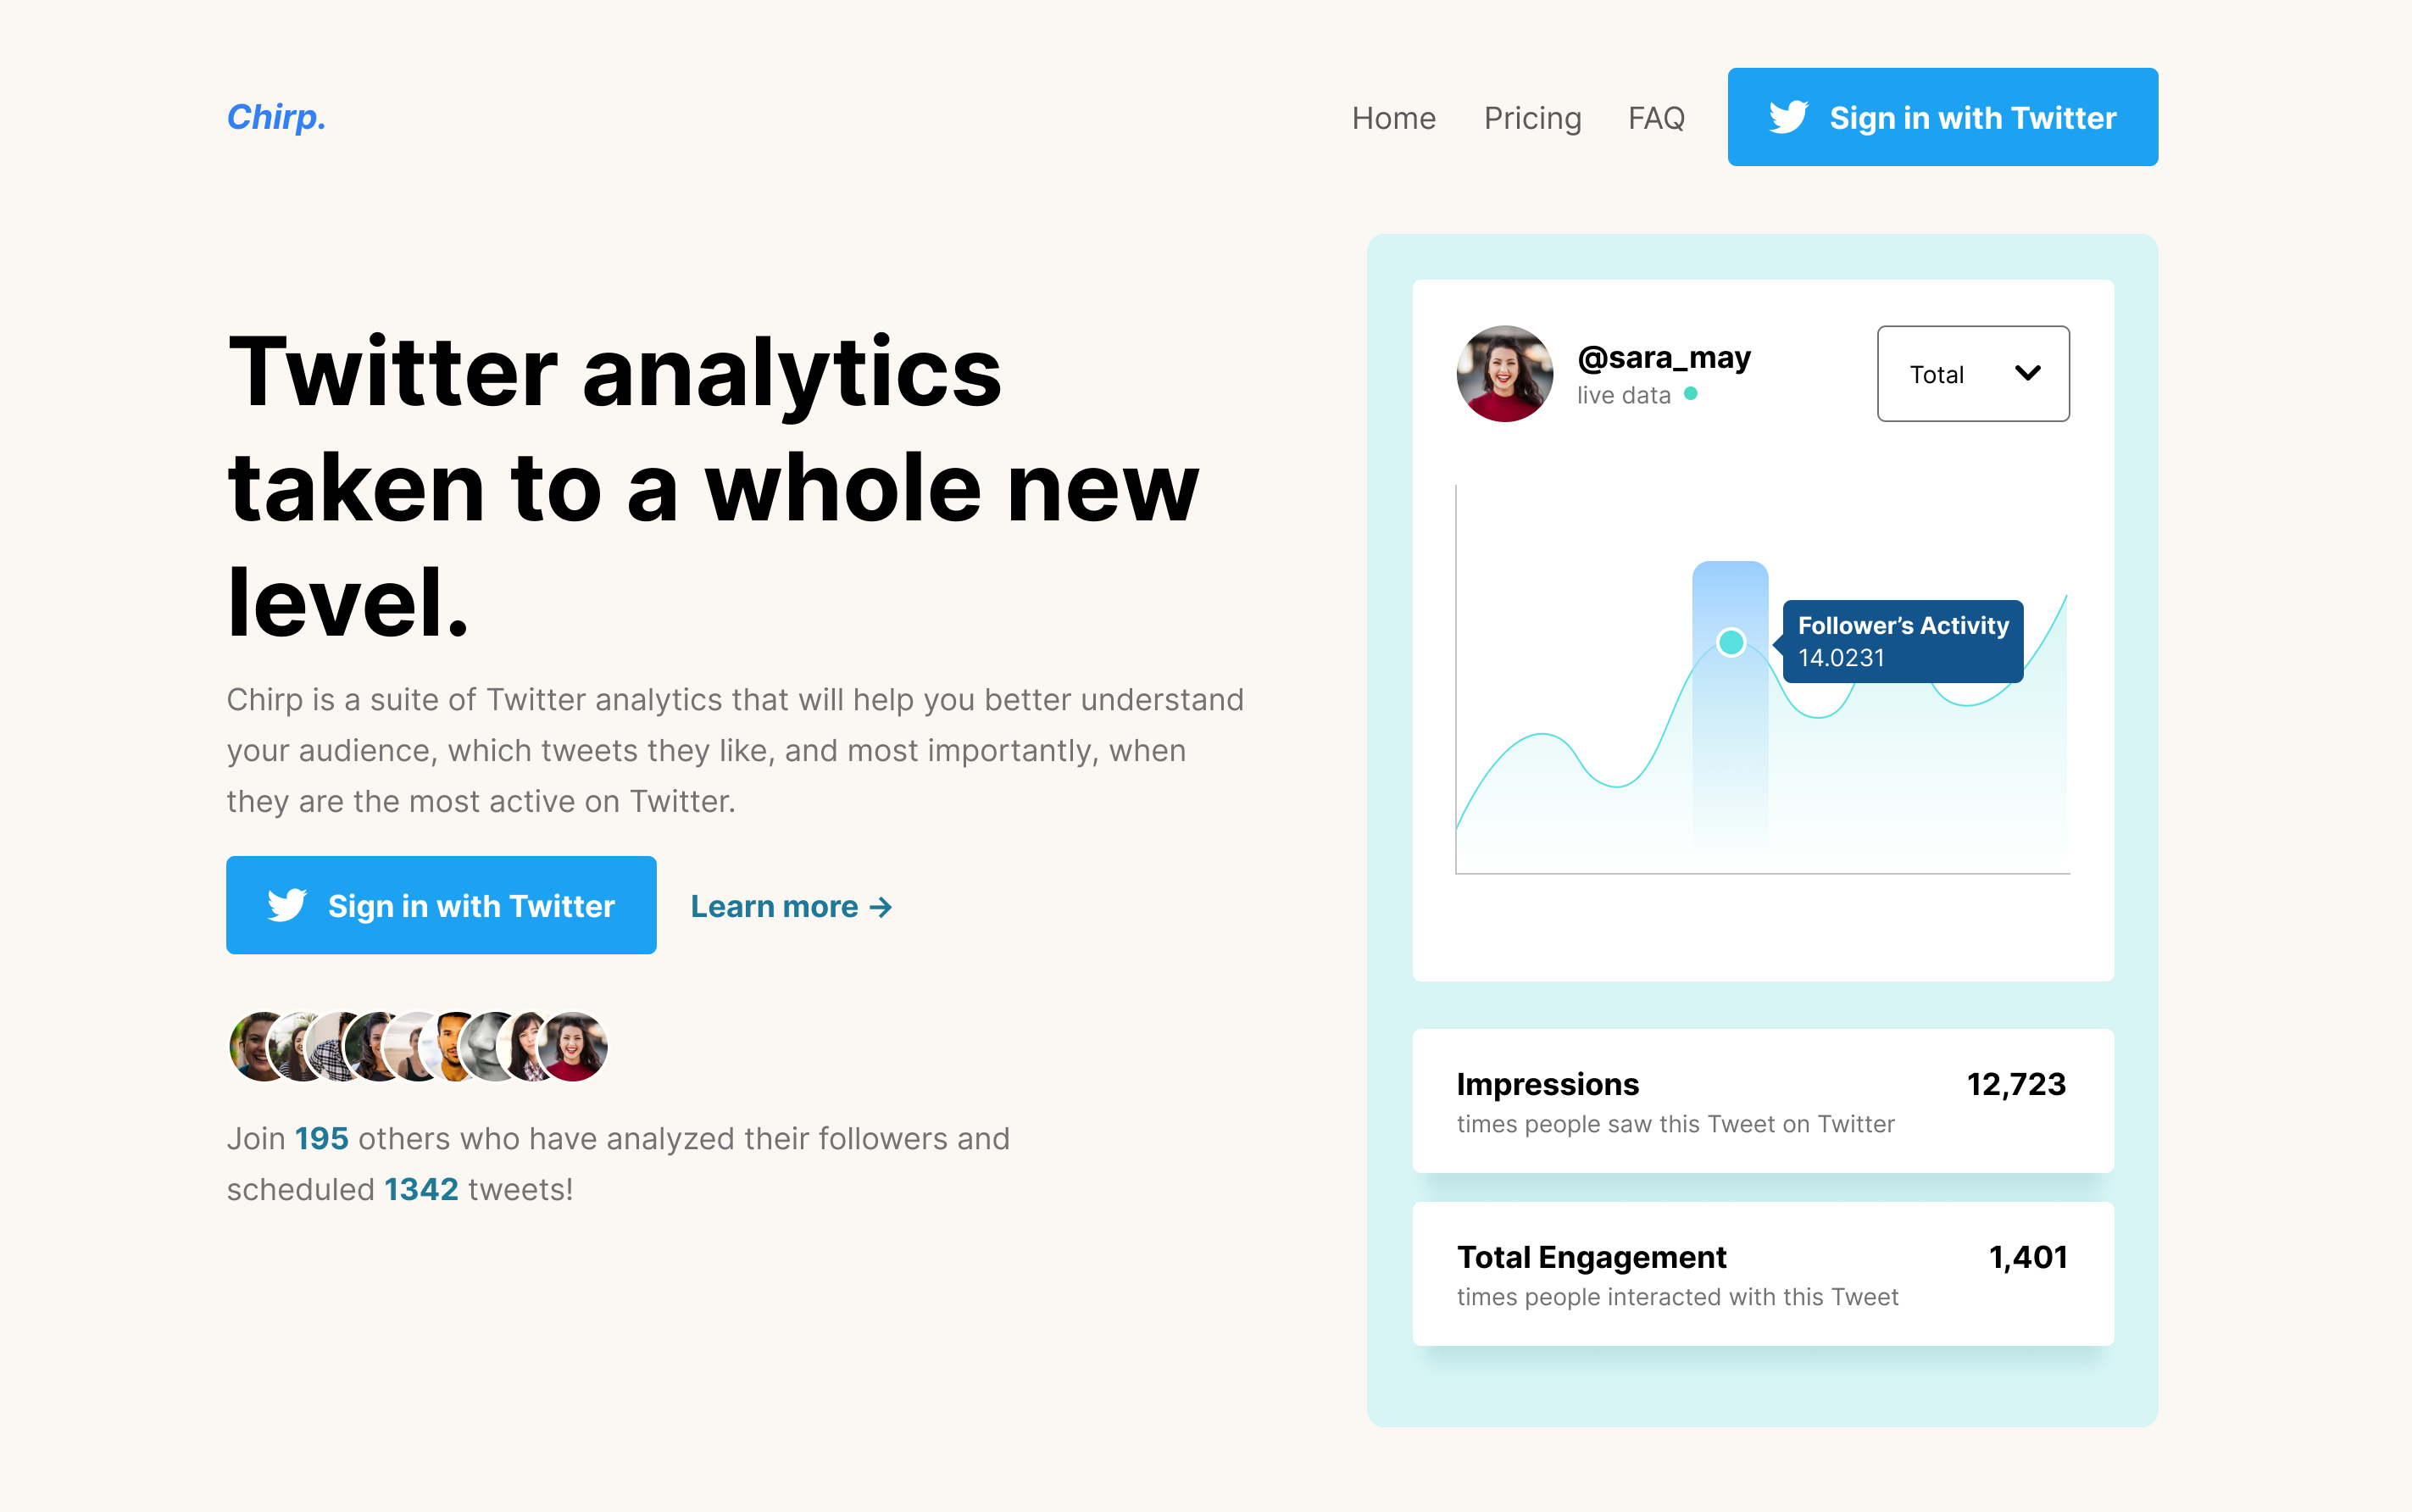 Chirp.
Home Pricing FAQ Sign in with Twitter
Twitter analytics
taken to a whole new
level.
Chirp is a suite of Twitter analytics that will help you better understand
your audience, which tweets they like, and most importantly, when
they are the most active on Twitter.
Sign in with Twitter Learn more →
Join 195 others who have analyzed their followers and
scheduled 1342 tweets!
@sara_may
live data
Total
Follower’s Activity
14.0231
Impressions 12,723
times people saw this Tweet on Twitter
Total Engagement 1,401
times people interacted with this Tweet